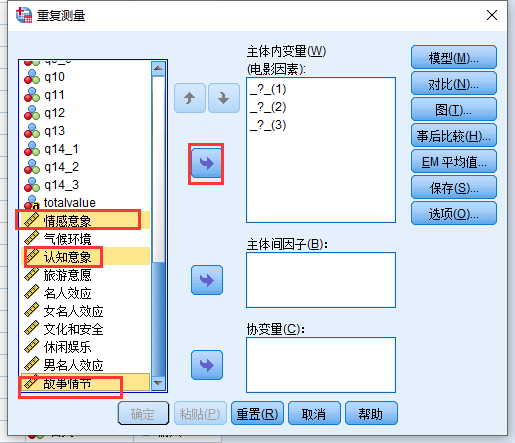 重复测量
q10
q11
q12
q13
q14_1
q14_2
q14_3
totalvalue
情感意象
气候环境
认知意象
旅游意愿
名人效应
女名人效应
文化和安全
休闲娱乐
男名人效应
故事情节
主体内变量(W)
(电影因素):
_?_(1)
_?_(2)
_?_(3)
主体间因子(B):
协变量(C):
模型(M)...
对比(N)...
图(T)...
事后比较(H)...
EM 平均值...
保存(S)...
选项(O)...
确定
粘贴(P)
重置(R)
取消
帮助